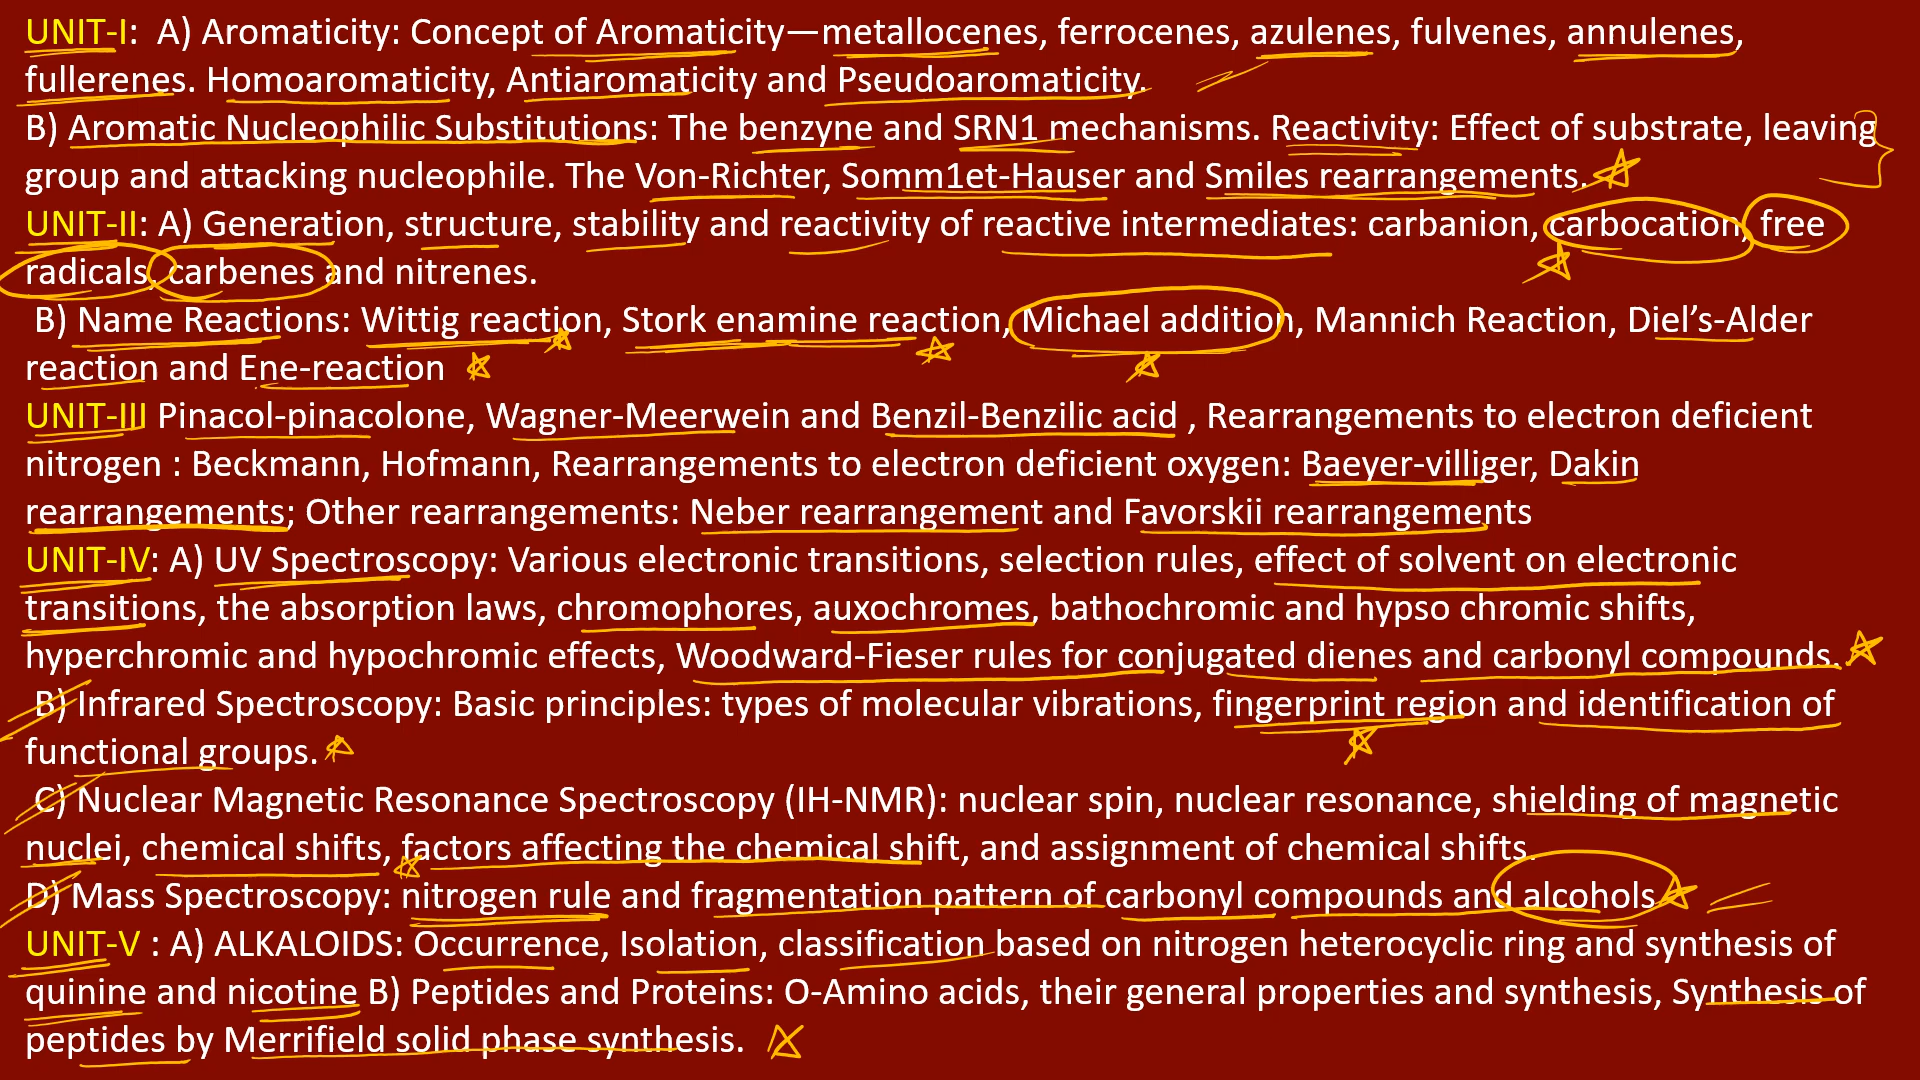 UNIT-I: A) Aromaticity: Concept of Aromaticity—metallocenes, ferrocenes, azulenes, fulvenes, annulenes,
fullerenes. Homoaromaticity, Antiaromaticity and Pseudoaromaticity.
B) Aromatic Nucleophilic Substitutions: The benzyne and SRN1 mechanisms. Reactivity: Effect of substrate, leaving
group and attacking nucleophile. The Von-Richter, Somm1et-Hauser and Smiles rearrangements.
UNIT-II: A) Generation, structure, stability and reactivity of reactive intermediates: carbanion, carbocation, free
radicals, carbenes and nitrenes.
B) Name Reactions: Wittig reaction, Stork enamine reaction, Michael addition, Mannich Reaction, Diel’s-Alder
reaction and Ene-reaction
UNIT-III Pinacol-pinacolone, Wagner-Meerwein and Benzil-Benzilic acid , Rearrangements to electron deficient
nitrogen : Beckmann, Hofmann, Rearrangements to electron deficient oxygen: Baeyer-villiger, Dakin
rearrangements; Other rearrangements: Neber rearrangement and Favorskii rearrangements
UNIT-IV: A) UV Spectroscopy: Various electronic transitions, selection rules, effect of solvent on electronic
transitions, the absorption laws, chromophores, auxochromes, bathochromic and hypso chromic shifts,
hyperchromic and hypochromic effects, Woodward-Fieser rules for conjugated dienes and carbonyl compounds.
B) Infrared Spectroscopy: Basic principles: types of molecular vibrations, fingerprint region and identification of
functional groups.
C) Nuclear Magnetic Resonance Spectroscopy (IH-NMR): nuclear spin, nuclear resonance, shielding of magnetic
nuclei, chemical shifts, factors affecting the chemical shift, and assignment of chemical shifts.
D) Mass Spectroscopy: nitrogen rule and fragmentation pattern of carbonyl compounds and alcohols
UNIT-V : A) ALKALOIDS: Occurrence, Isolation, classification based on nitrogen heterocyclic ring and synthesis of
quinine and nicotine B) Peptides and Proteins: O-Amino acids, their general properties and synthesis, Synthesis of
peptides by Merrifield solid phase synthesis.